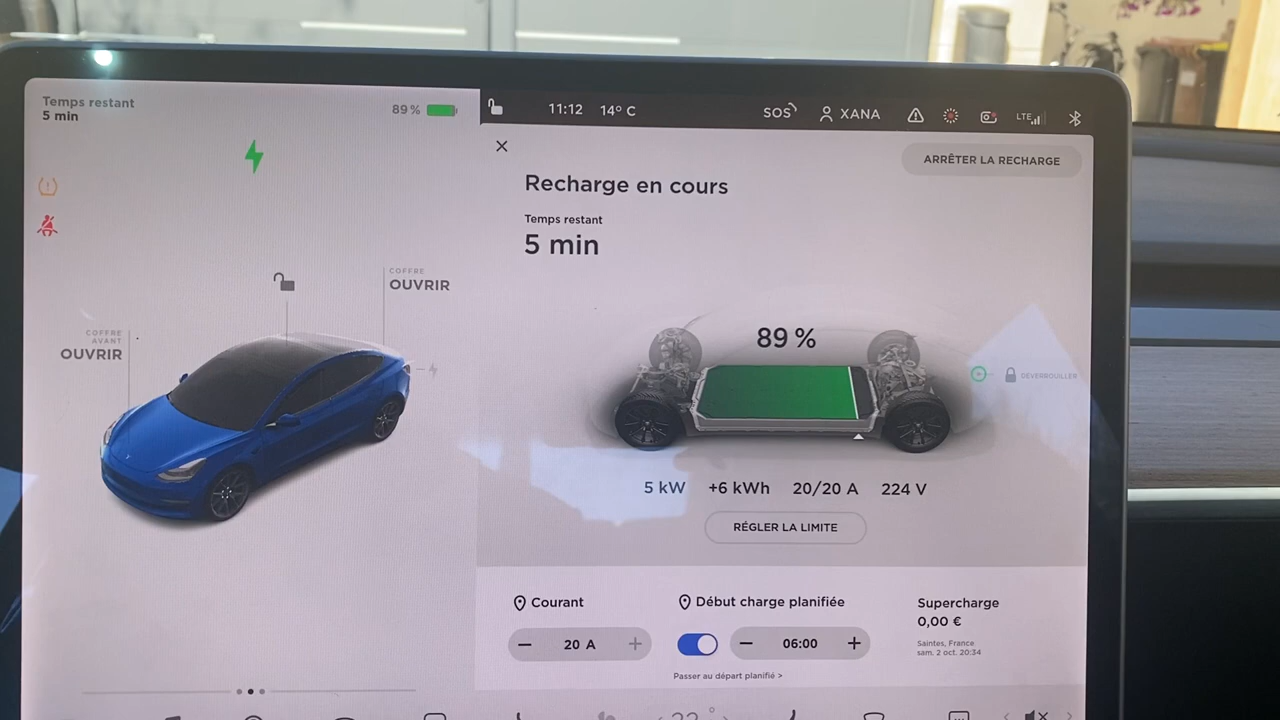 Temps restant
5 min
89 %
11:12 14° C SOS XANA LTE
ARRÊTER LA RECHARGE
Recharge en cours
Temps restant
5 min
COFFRE
OUVRIR
COFFRE
AVANT
OUVRIR
89 %
DÉVERROUILLER
5 kW +6 kWh 20/20 A 224 V
RÉGLER LA LIMITE
Courant
− 20 A +
Début charge planifiée
− 06:00 +
Passer au départ planifié >
Supercharge
0,00 €
Saintes, France
sam. 2 oct. 20:34